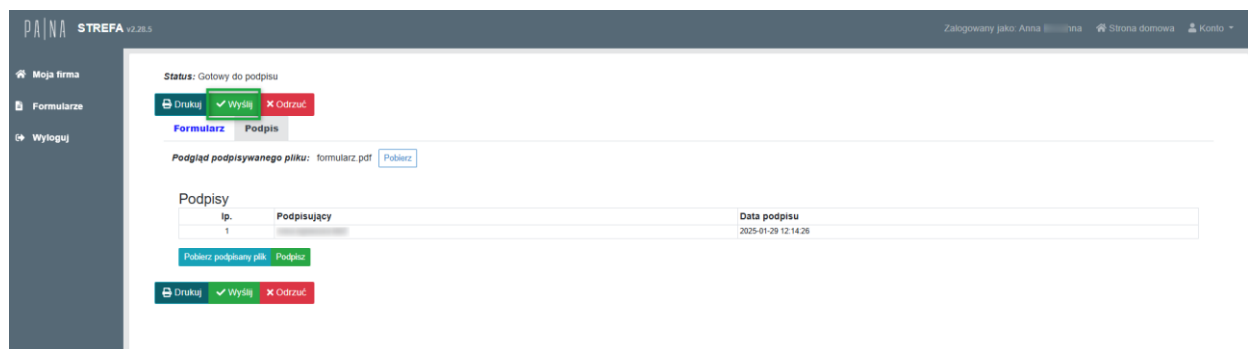 PA|NA STREFA v2.28.5
Zalogowany jako: Anna nna Strona domowa Konto
Moja firma
Formularze
Wyloguj
Status: Gotowy do podpisu
Drukuj Wyślij Odrzuć
Formularz Podpis
Podgląd podpisywanego pliku: formularz.pdf Pobierz
Podpisy
lp. Podpisujący Data podpisu
1 2025-01-29 12:14:26
Pobierz podpisany plik Podpisz
Drukuj Wyślij Odrzuć